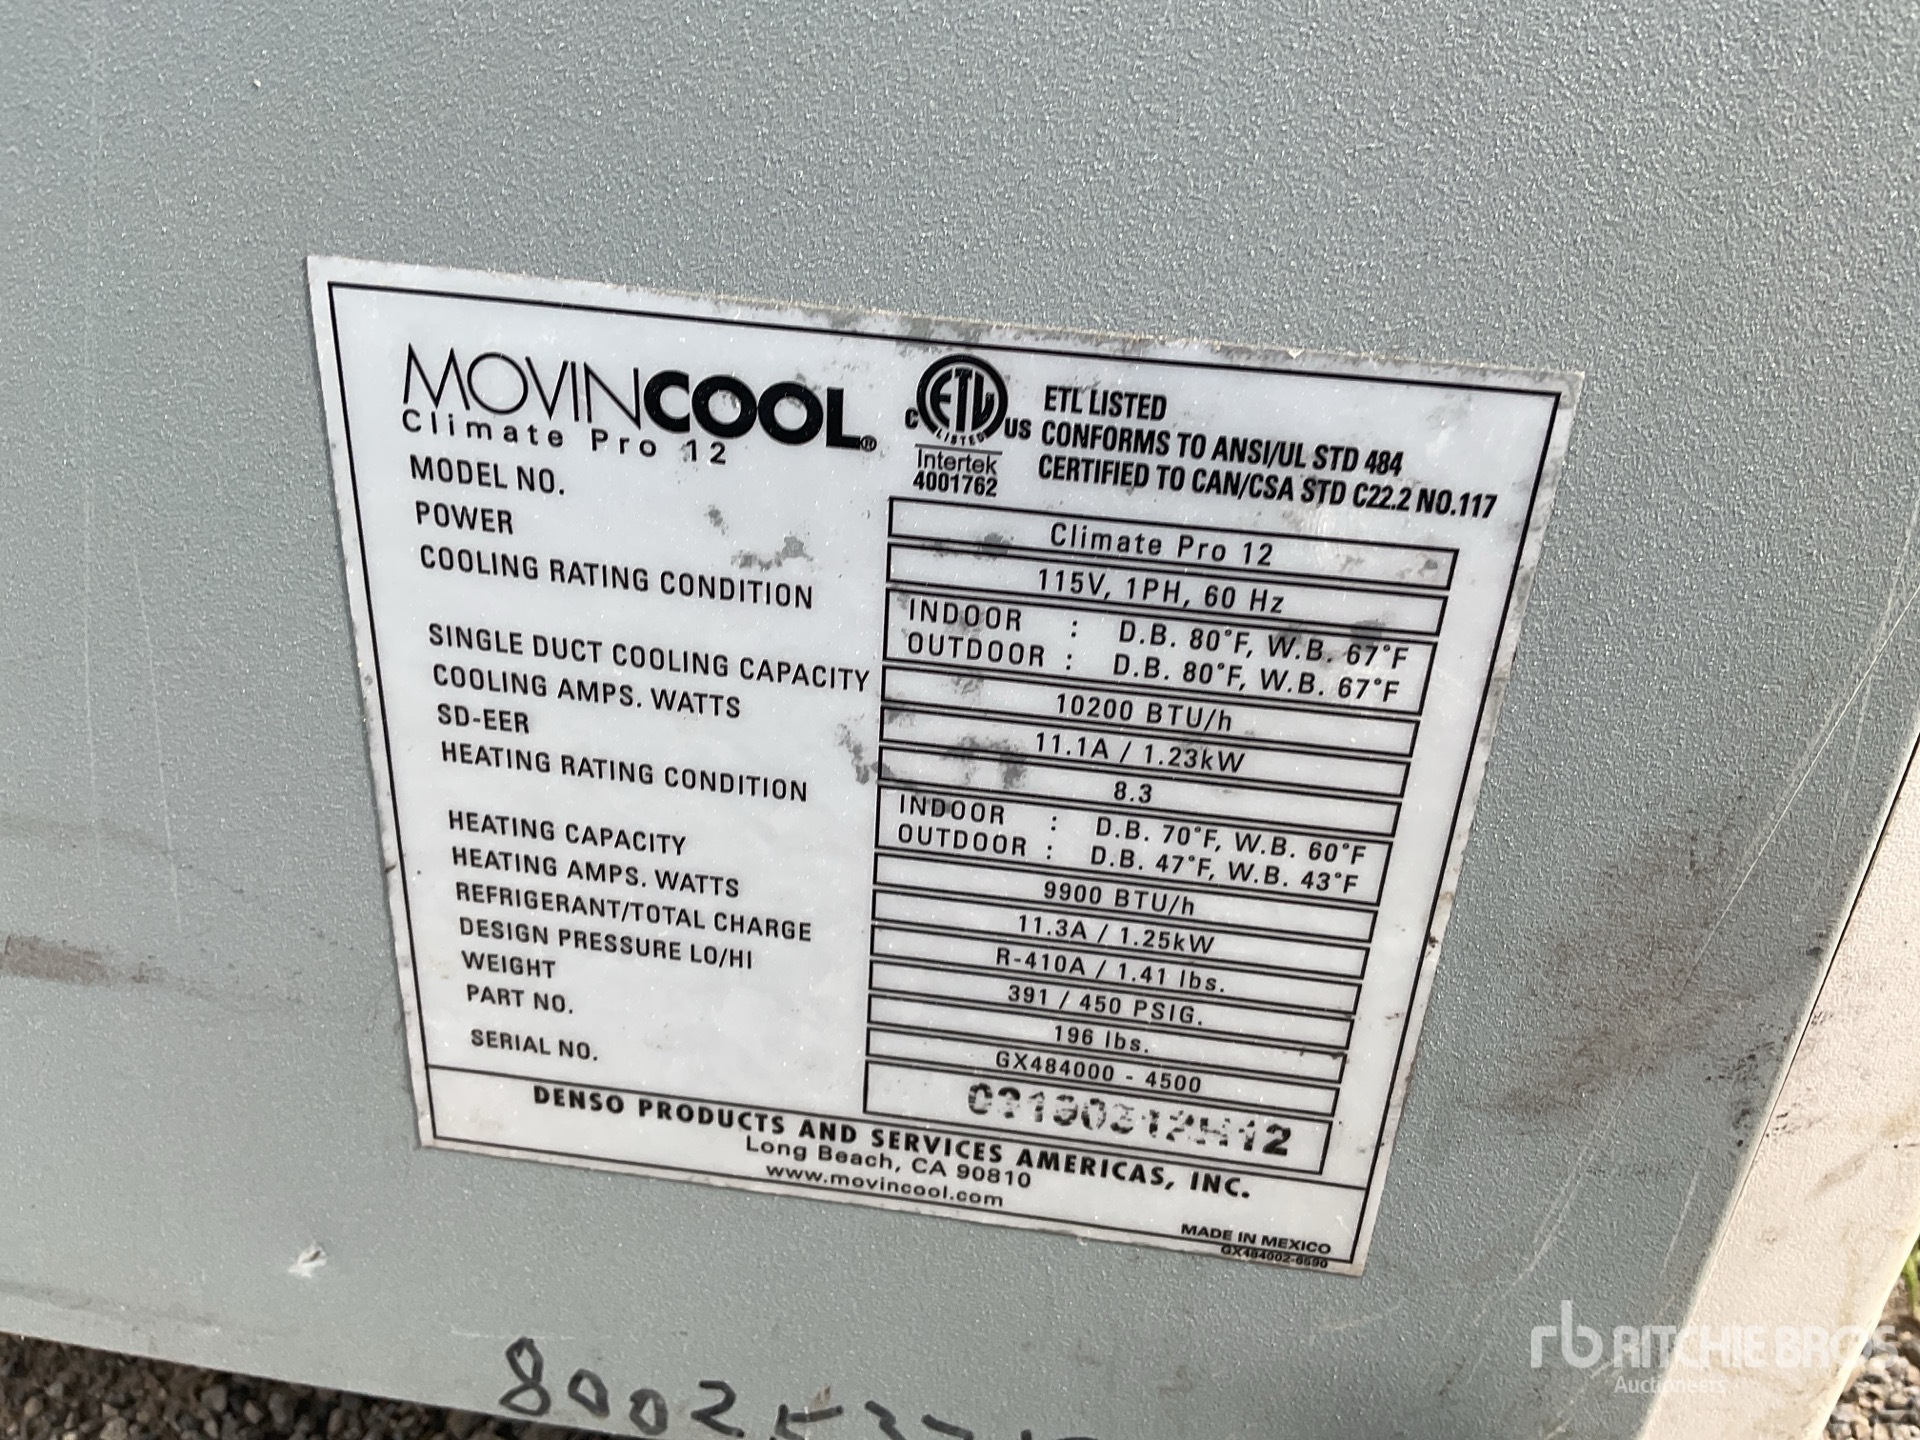 MOVINCOOL®
Climate Pro 12
C ETL LISTED US
Intertek
4001762
ETL LISTED
CONFORMS TO ANSI/UL STD 484
CERTIFIED TO CAN/CSA STD C22.2 NO.117
MODEL NO. Climate Pro 12
POWER 115V, 1PH, 60 Hz
COOLING RATING CONDITION INDOOR : D.B. 80°F, W.B. 67°F
OUTDOOR : D.B. 80°F, W.B. 67°F
SINGLE DUCT COOLING CAPACITY 10200 BTU/h
COOLING AMPS. WATTS 11.1A / 1.23kW
SD-EER 8.3
HEATING RATING CONDITION INDOOR : D.B. 70°F, W.B. 60°F
OUTDOOR : D.B. 47°F, W.B. 43°F
HEATING CAPACITY 9900 BTU/h
HEATING AMPS. WATTS 11.3A / 1.25kW
REFRIGERANT/TOTAL CHARGE R-410A / 1.41 lbs.
DESIGN PRESSURE LO/HI 391 / 450 PSIG.
WEIGHT 196 lbs.
PART NO. GX484000 - 4500
SERIAL NO.
DENSO PRODUCTS AND SERVICES AMERICAS, INC.
Long Beach, CA 90810
www.movincool.com
MADE IN MEXICO
GX484002-6590
rb RITCHIE BROS.
Auctioneers